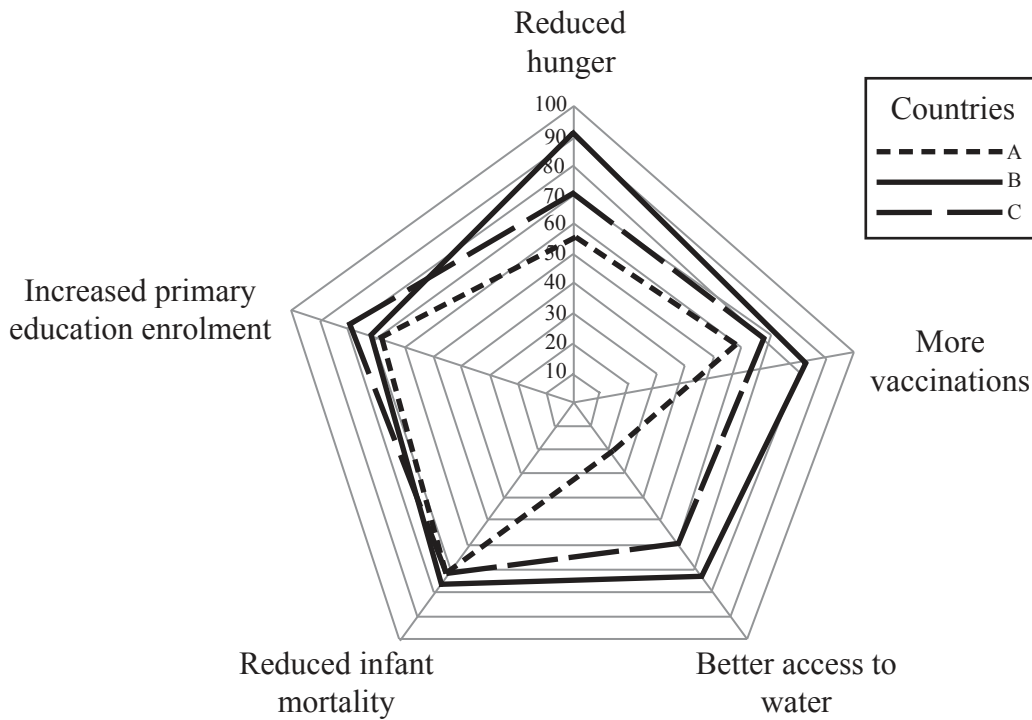 Reduced
hunger
100
90
80
70
60
50
40
30
20
10
Countries
A
B
C
Increased primary
education enrolment
More
vaccinations
Reduced infant
mortality
Better access to
water